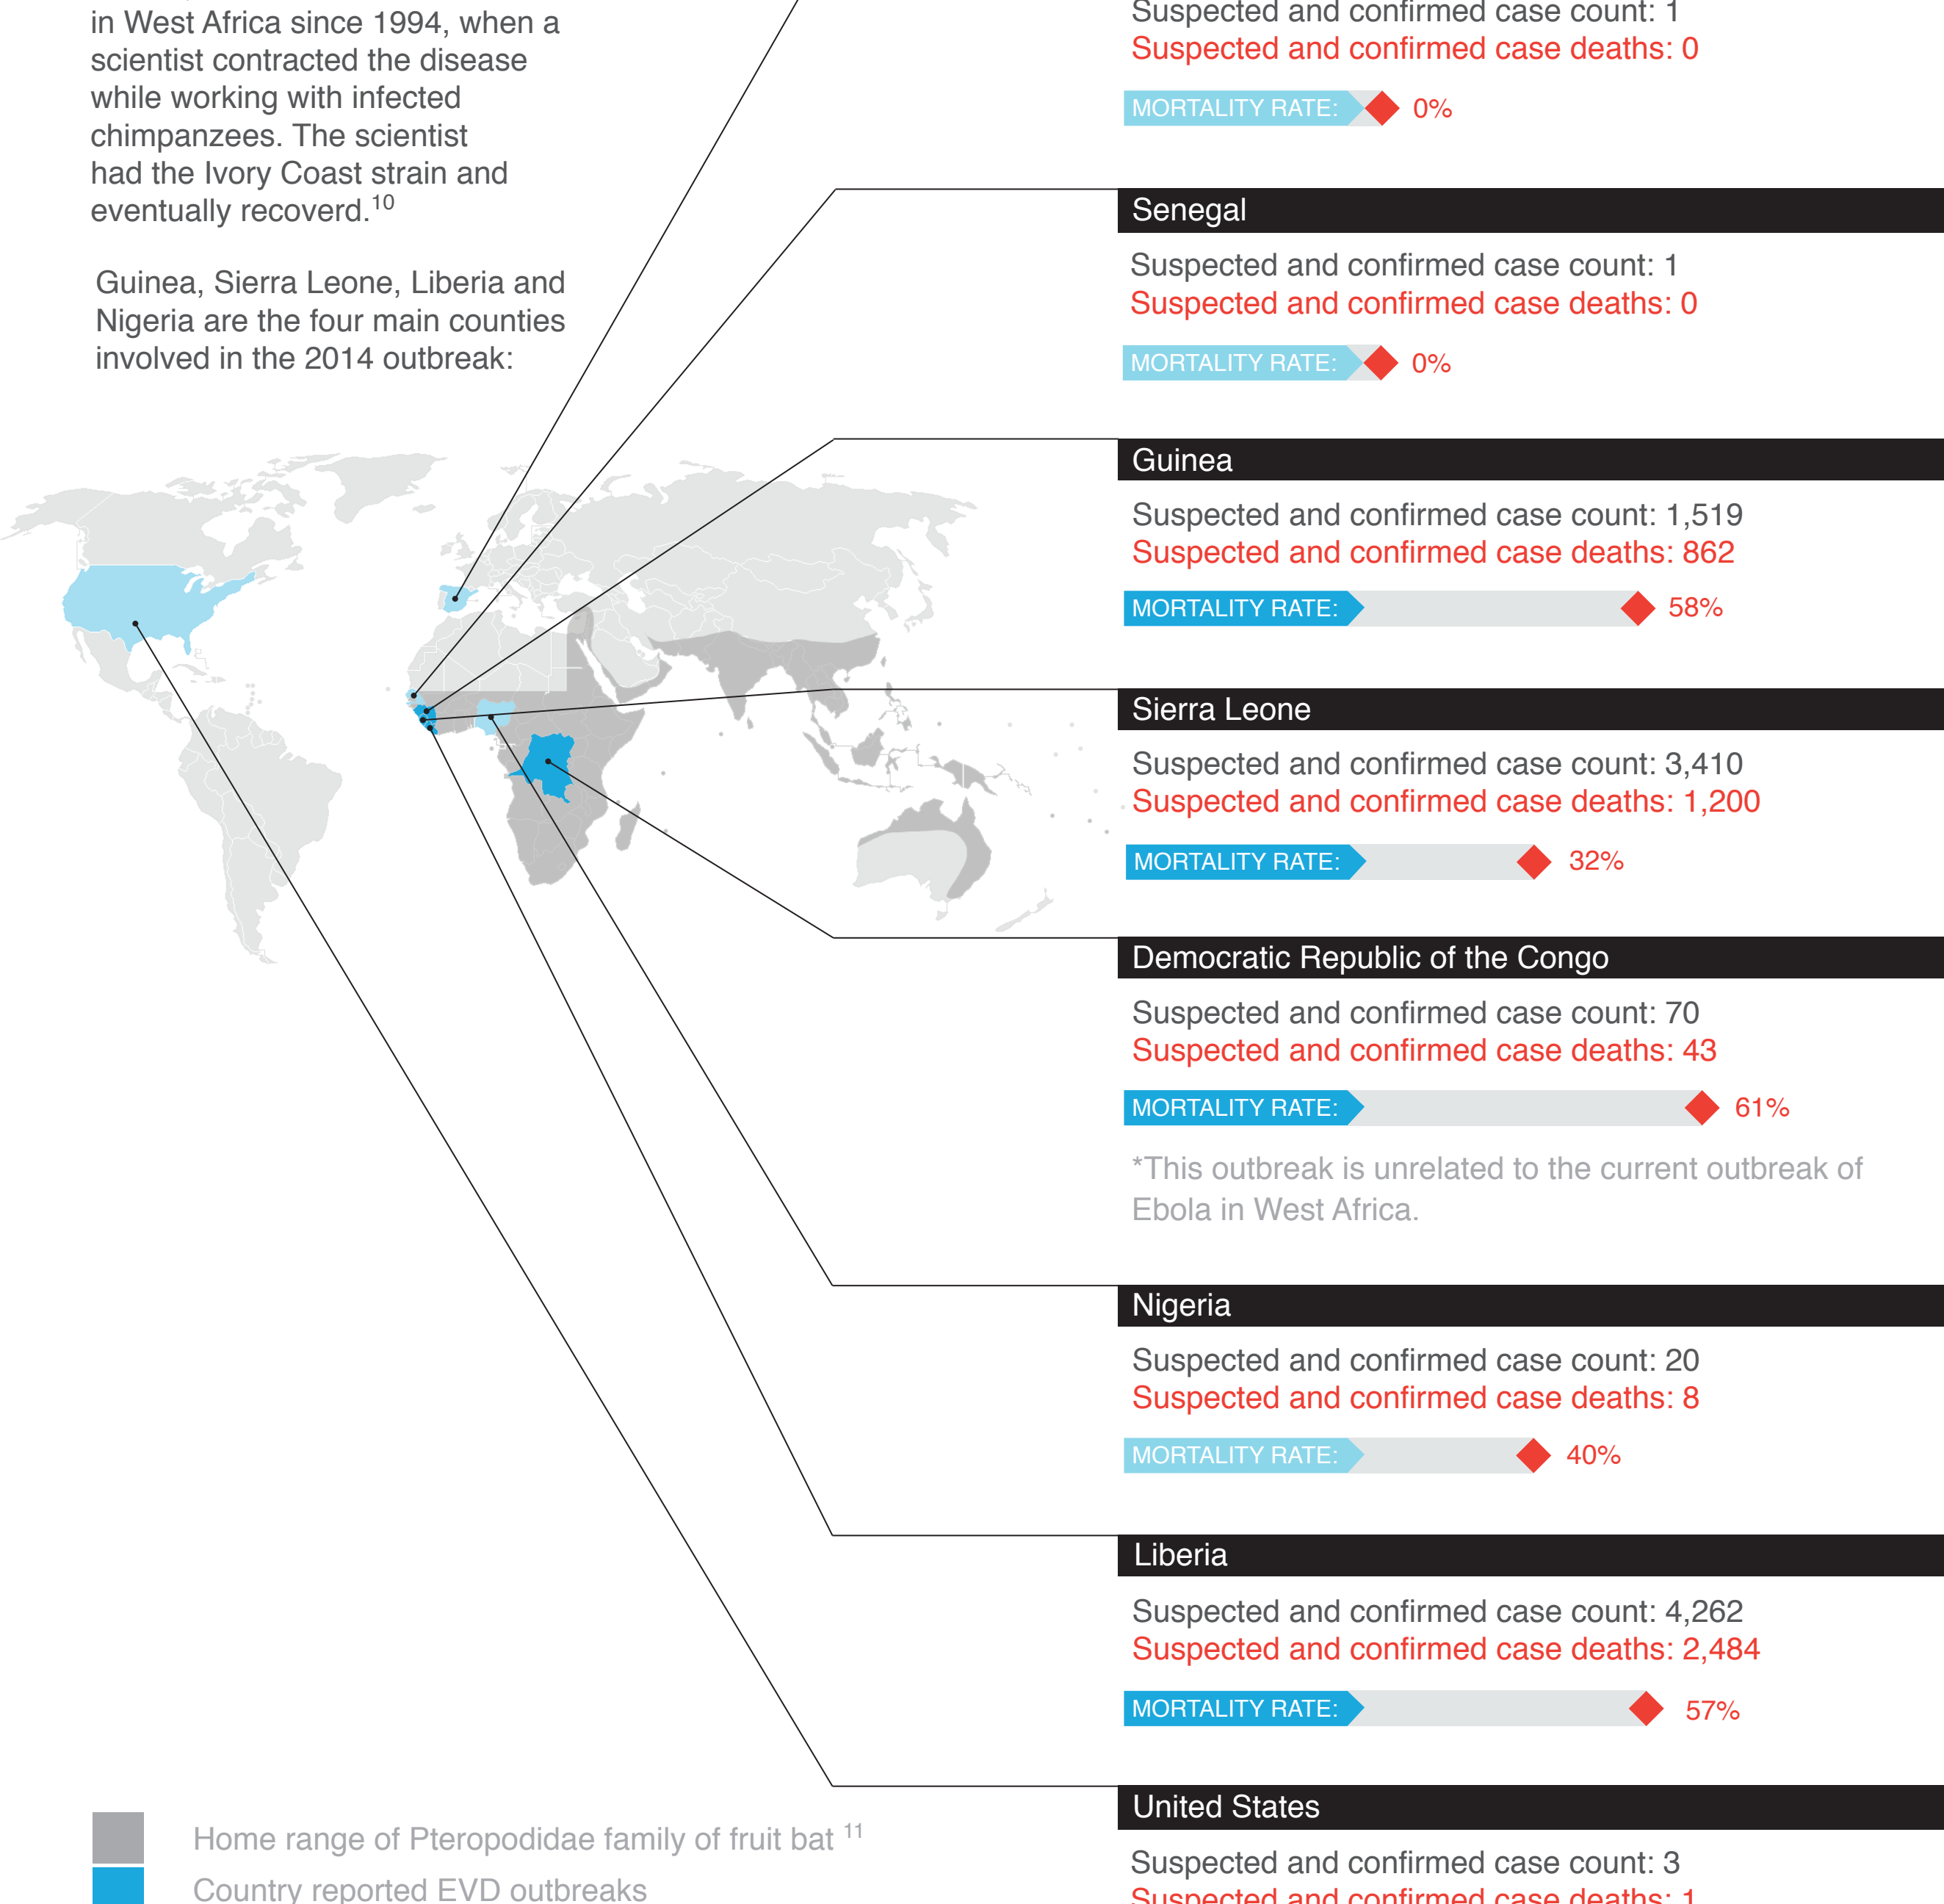 in West Africa since 1994, when a
scientist contracted the disease
while working with infected
chimpanzees. The scientist
had the Ivory Coast strain and
eventually recoverd.10
Guinea, Sierra Leone, Liberia and
Nigeria are the four main counties
involved in the 2014 outbreak:
Suspected and confirmed case count: 1
Suspected and confirmed case deaths: 0
MORTALITY RATE: 0%
Senegal
Suspected and confirmed case count: 1
Suspected and confirmed case deaths: 0
MORTALITY RATE: 0%
Guinea
Suspected and confirmed case count: 1,519
Suspected and confirmed case deaths: 862
MORTALITY RATE: 58%
Sierra Leone
Suspected and confirmed case count: 3,410
Suspected and confirmed case deaths: 1,200
MORTALITY RATE: 32%
Democratic Republic of the Congo
Suspected and confirmed case count: 70
Suspected and confirmed case deaths: 43
MORTALITY RATE: 61%
*This outbreak is unrelated to the current outbreak of
Ebola in West Africa.
Nigeria
Suspected and confirmed case count: 20
Suspected and confirmed case deaths: 8
MORTALITY RATE: 40%
Liberia
Suspected and confirmed case count: 4,262
Suspected and confirmed case deaths: 2,484
MORTALITY RATE: 57%
United States
Suspected and confirmed case count: 3
Suspected and confirmed case deaths: 1
Home range of Pteropodidae family of fruit bat 11
Country reported EVD outbreaks